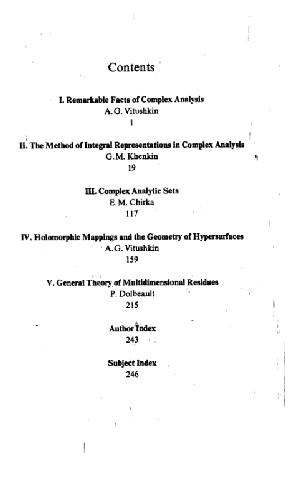 Contents
I. Remarkable Facts of Complex Analysis
A. G. Vitushkin
1
II. The Method of Integral Representations in Complex Analysis
G. M. Khenkin
19
III. Complex Analytic Sets
E. M. Chirka
117
IV. Holomorphic Mappings and the Geometry of Hypersurfaces
A. G. Vitushkin
159
V. General Theory of Multidimensional Residues
P. Dolbeault
215
Author Index
243
Subject Index
246